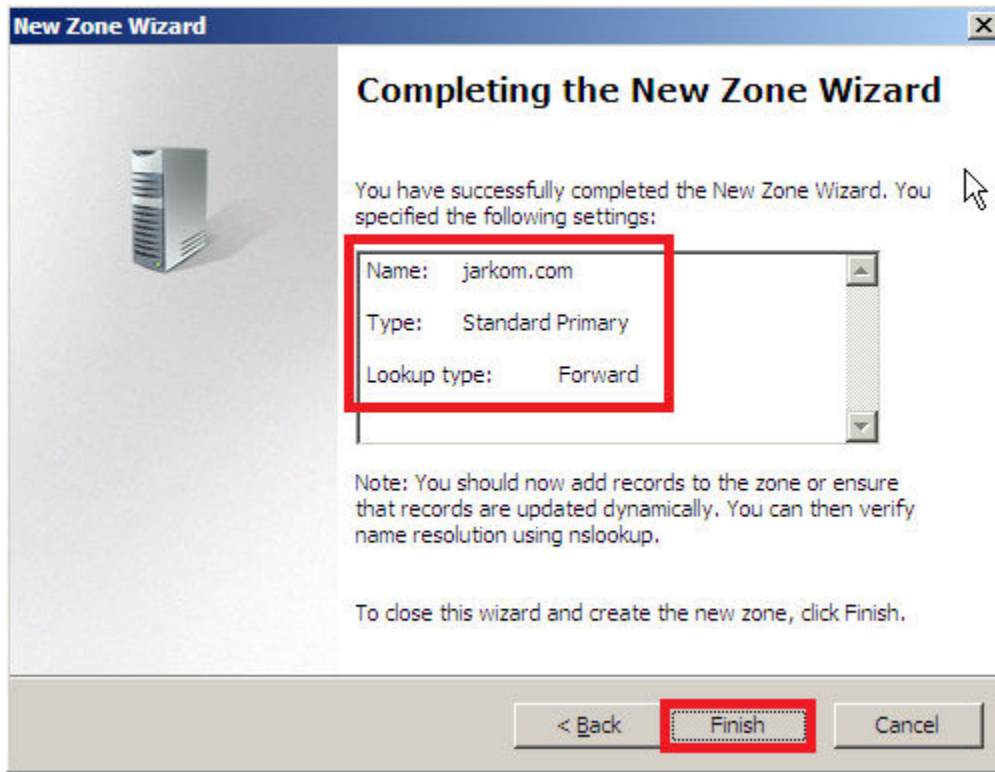 New Zone Wizard
Completing the New Zone Wizard
You have successfully completed the New Zone Wizard. You
specified the following settings:
Name: jarkom.com
Type: Standard Primary
Lookup type: Forward
Note: You should now add records to the zone or ensure
that records are updated dynamically. You can then verify
name resolution using nslookup.
To close this wizard and create the new zone, click Finish.
< Back Finish Cancel